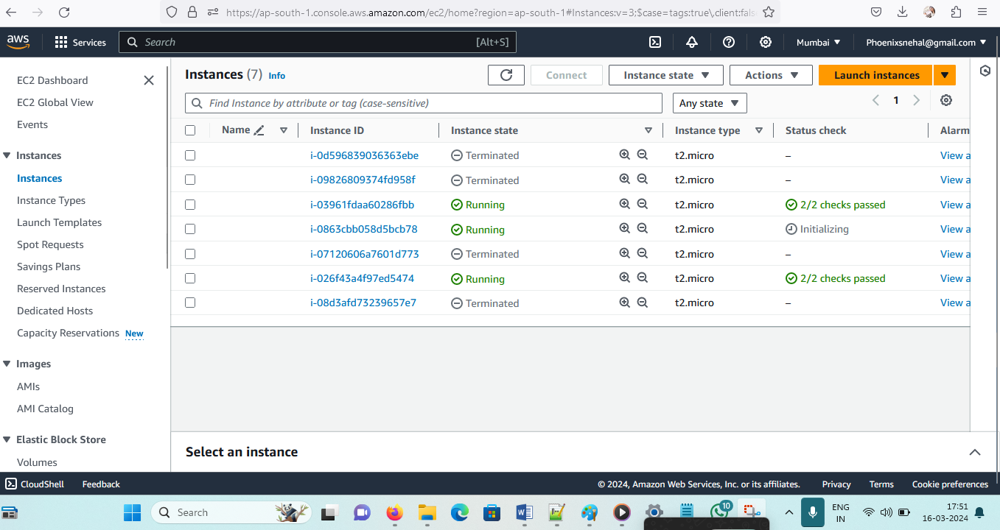 https://ap-south-1.console.aws.amazon.com/ec2/home?region=ap-south-1#Instances:v=3;$case=tags:true\,client:fals
aws Services Search [Alt+S] Mumbai Phoenixsnehal@gmail.com
EC2 Dashboard
EC2 Global View
Events
Instances
Instances
Instance Types
Launch Templates
Spot Requests
Savings Plans
Reserved Instances
Dedicated Hosts
Capacity Reservations New
Images
AMIs
AMI Catalog
Elastic Block Store
Volumes
Instances (7) Info Connect Instance state Actions Launch instances
Find Instance by attribute or tag (case-sensitive) Any state 1
Name Instance ID Instance state Instance type Status check Alarm
i-0d596839036363ebe Terminated t2.micro – View a
i-09826809374fd958f Terminated t2.micro – View a
i-03961fdaa60286fbb Running t2.micro 2/2 checks passed View a
i-0863cbb058d5bcb78 Running t2.micro Initializing View a
i-07120606a7601d773 Terminated t2.micro – View a
i-026f43a4f97ed5474 Running t2.micro 2/2 checks passed View a
i-08d3afd73239657e7 Terminated t2.micro – View a
Select an instance
CloudShell Feedback © 2024, Amazon Web Services, Inc. or its affiliates. Privacy Terms Cookie preferences
Search 10 ENG 17:51
IN 16-03-2024